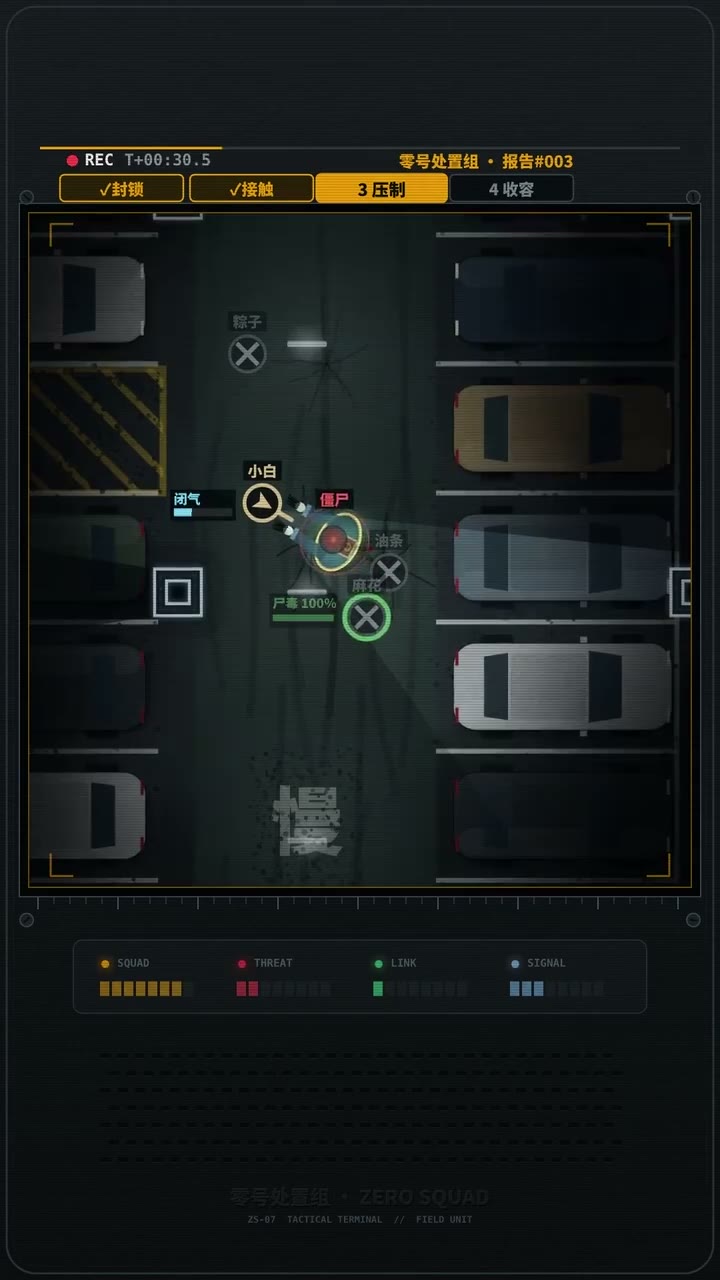 REC T+00:30.5
零号处置组 · 报告#003
✓封锁
✓接触
3 压制
4 收容
粽子
小白
闭气
僵尸
油条
麻花
尸毒 100%
慢
SQUAD
THREAT
LINK
SIGNAL
零号处置组 · ZERO SQUAD
ZS-07 TACTICAL TERMINAL // FIELD UNIT